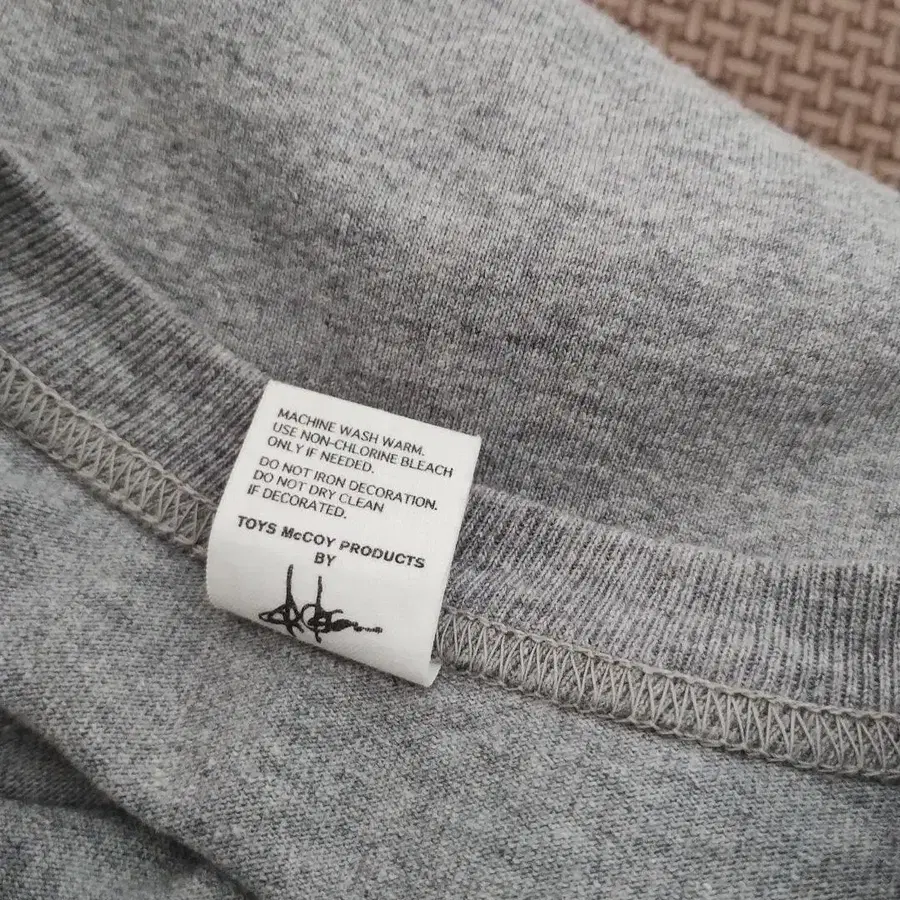 MACHINE WASH WARM.
USE NON-CHLORINE BLEACH
ONLY IF NEEDED.
DO NOT IRON DECORATION.
DO NOT DRY CLEAN
IF DECORATED.
TOYS McCOY PRODUCTS
BY